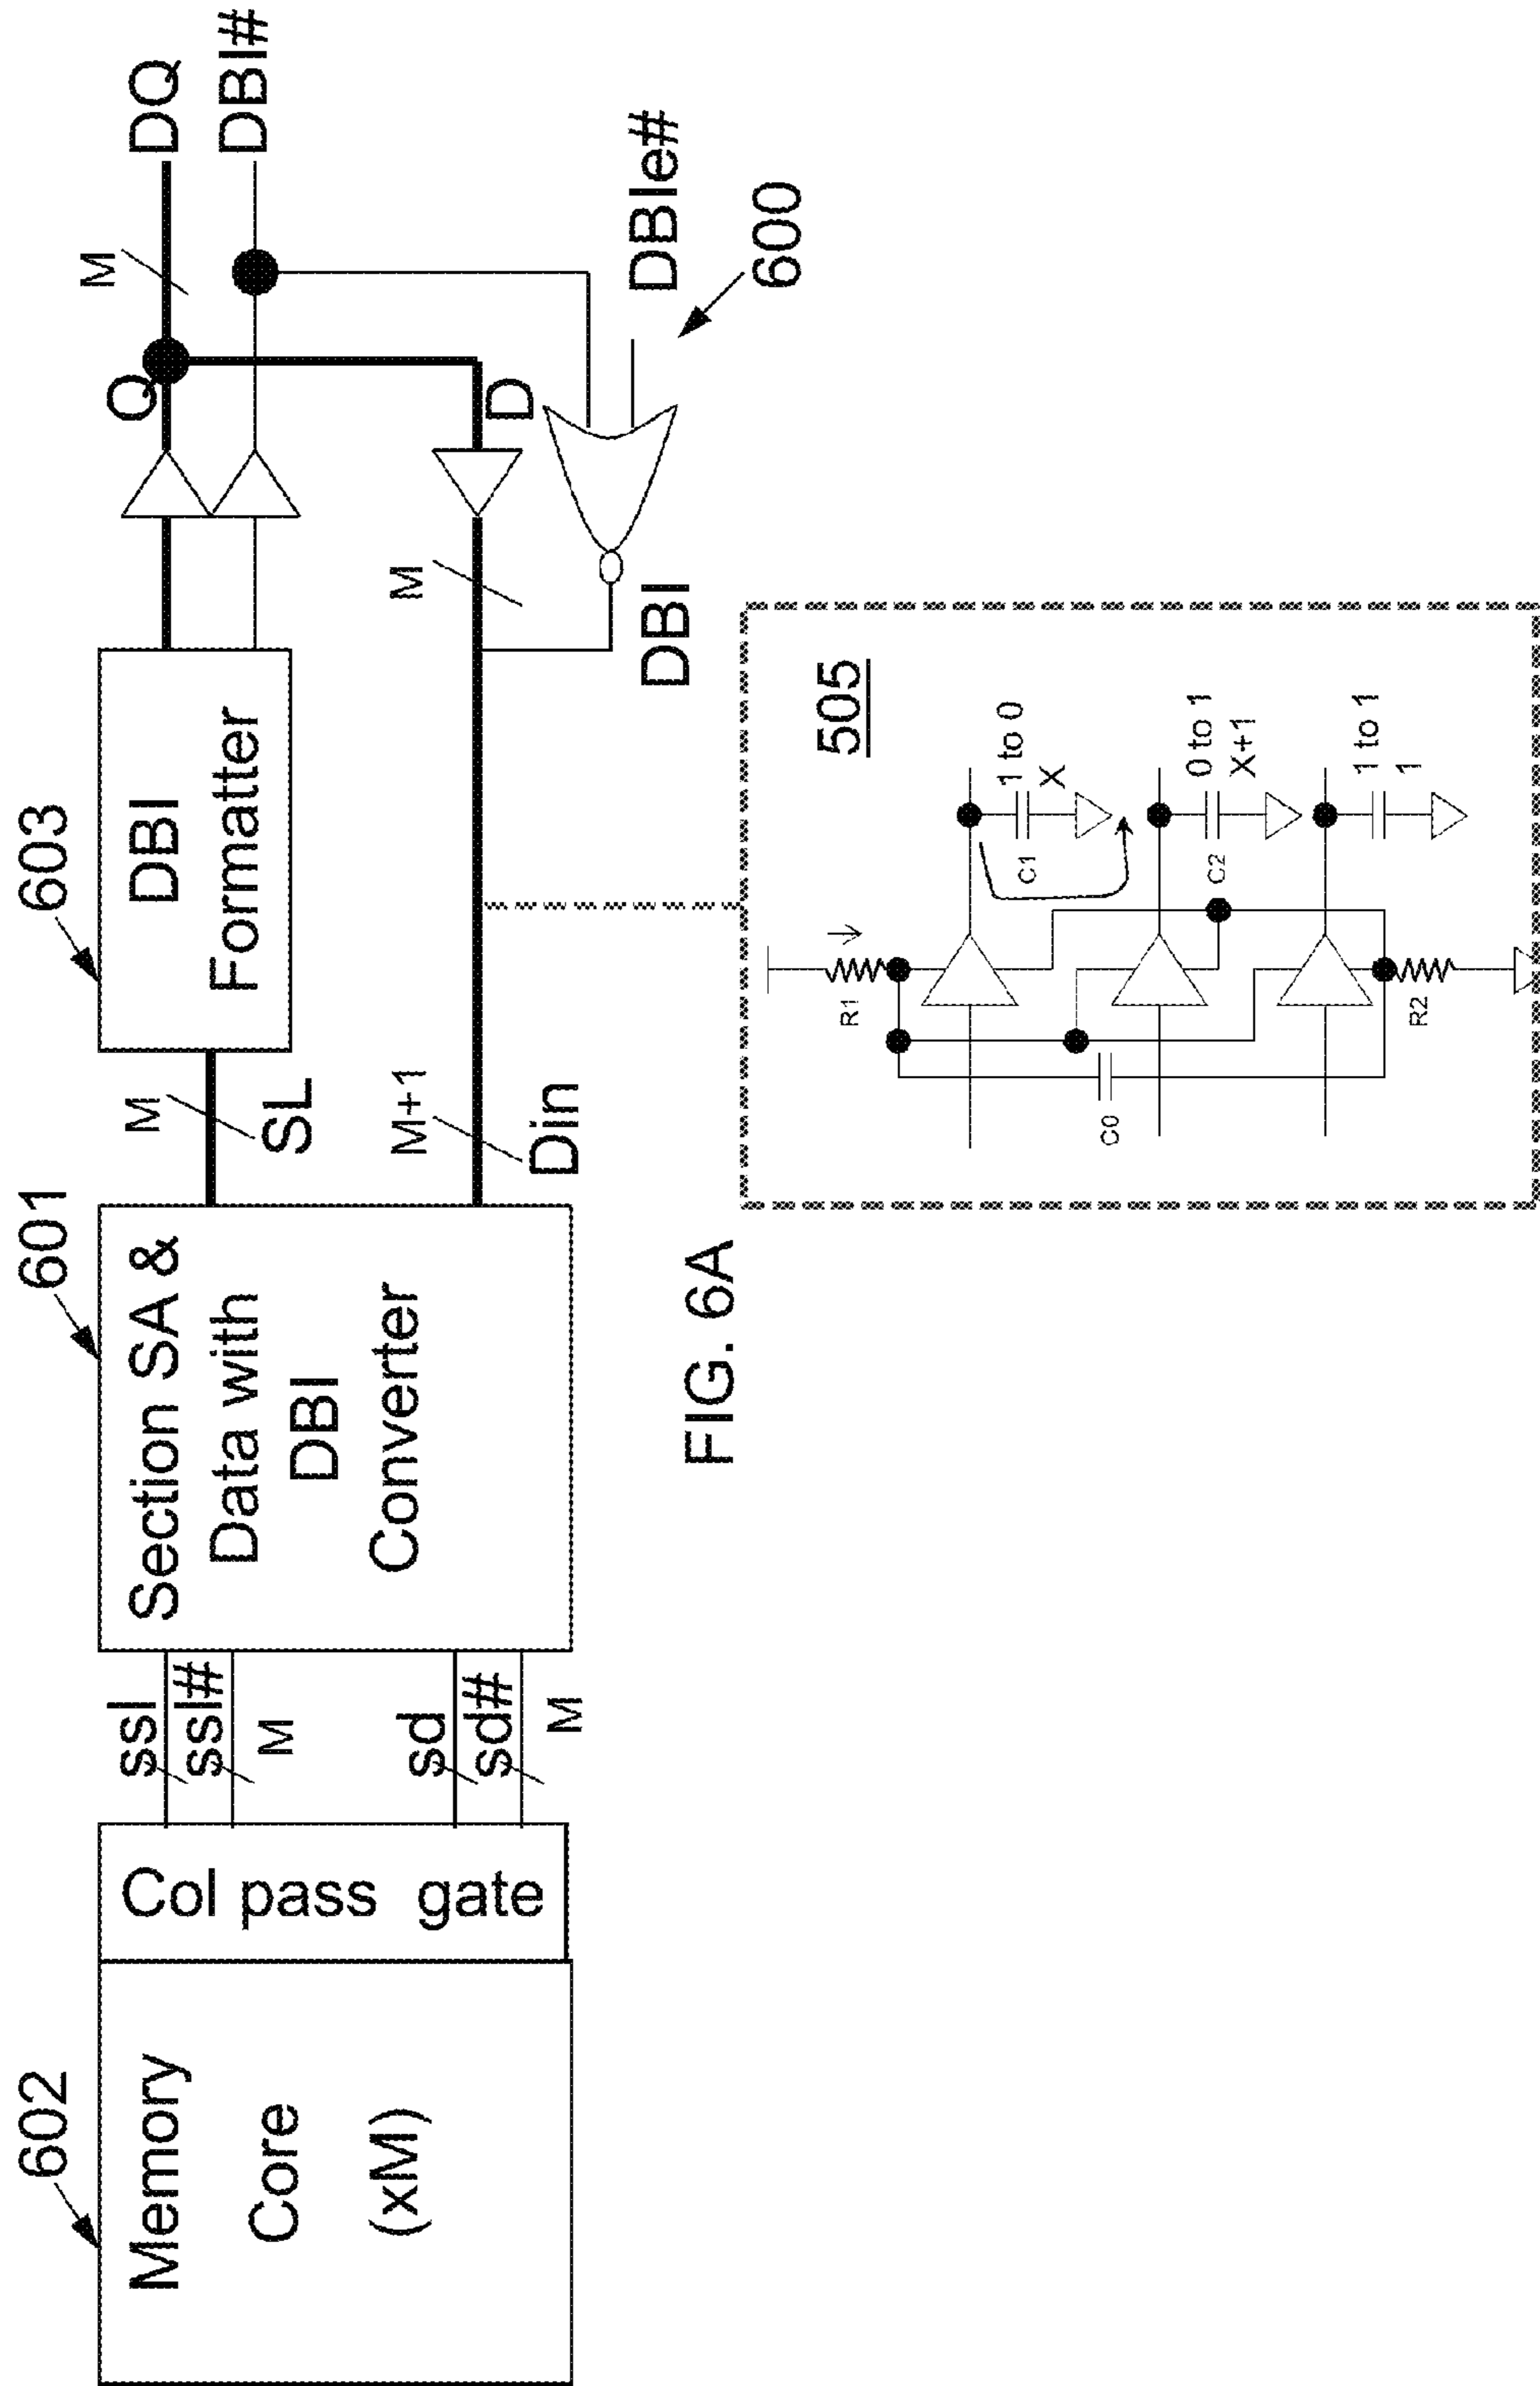 602
Memory
Core
(xM)
Col pass gate
ssl
ssl#
M
sd
sd#
M
601
Section SA &
Data with
DBI
Converter
M
SL
M+1
Din
603
DBI
Formatter
Q
M
DQ
DBI#
D
M
DBI
DBIe#
600
FIG. 6A
505
R1
C0
R2
C1
1 to 0
X
C2
0 to 1
X+1
1 to 1
1